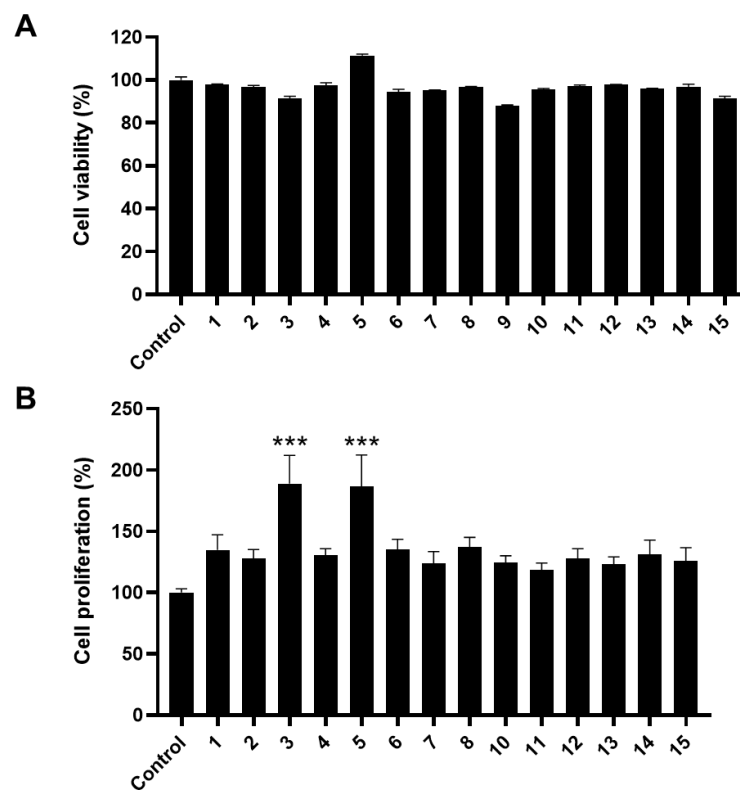 A
Cell viability (%)
120
100
80
60
40
20
0
Control 1 2 3 4 5 6 7 8 9 10 11 12 13 14 15
B
Cell proliferation (%)
250
200
150
100
50
0
*** ***
Control 1 2 3 4 5 6 7 8 10 11 12 13 14 15